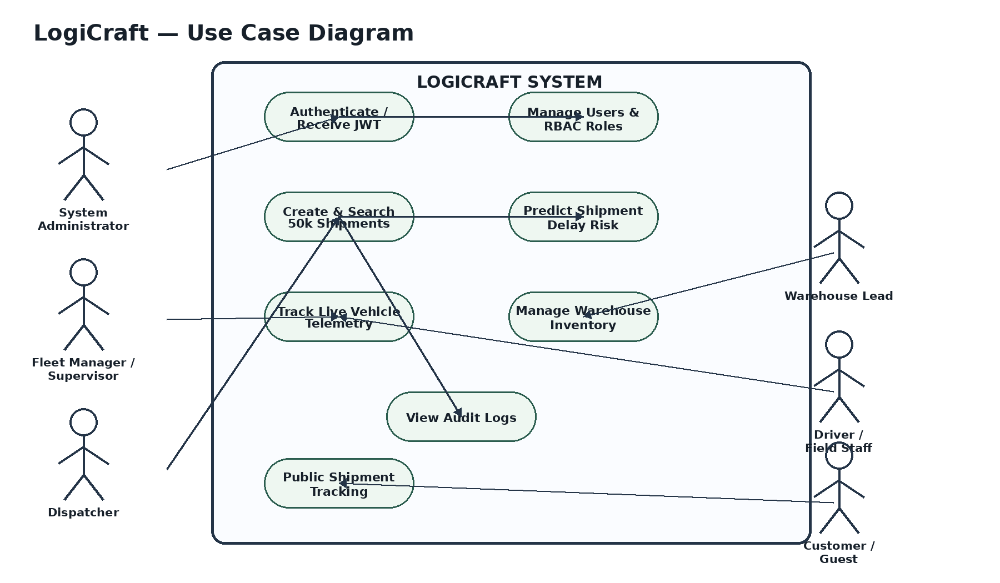 LogiCraft — Use Case Diagram
LOGICRAFT SYSTEM
Authenticate /
Receive JWT
Manage Users &
RBAC Roles
System
Administrator
Create & Search
50k Shipments
Predict Shipment
Delay Risk
Warehouse Lead
Track Live Vehicle
Telemetry
Manage Warehouse
Inventory
Fleet Manager /
Supervisor
View Audit Logs
Driver /
Field Staff
Public Shipment
Tracking
Dispatcher
Customer /
Guest